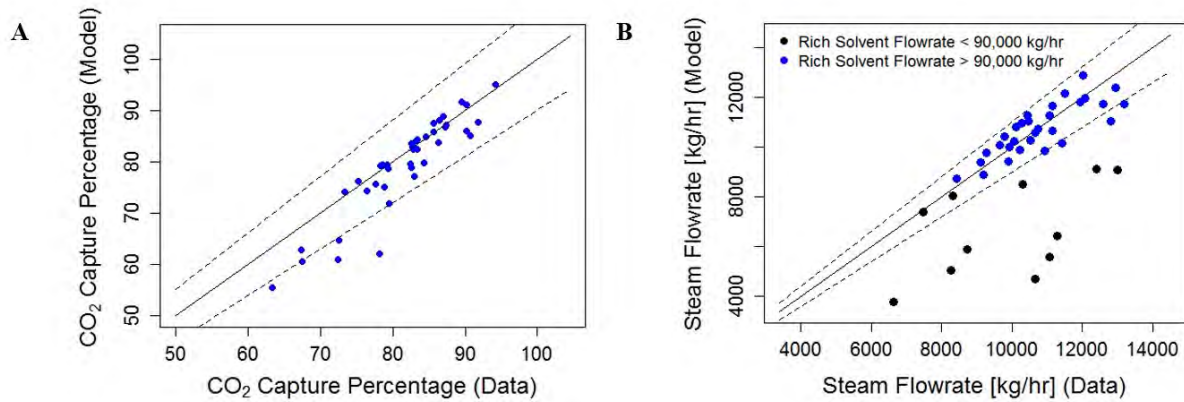 A
CO₂ Capture Percentage (Model)
100
90
80
70
60
50
50 60 70 80 90 100
CO₂ Capture Percentage (Data)
B
Steam Flowrate [kg/hr] (Model)
Rich Solvent Flowrate < 90,000 kg/hr
Rich Solvent Flowrate > 90,000 kg/hr
12000
8000
4000
4000 6000 8000 10000 12000 14000
Steam Flowrate [kg/hr] (Data)